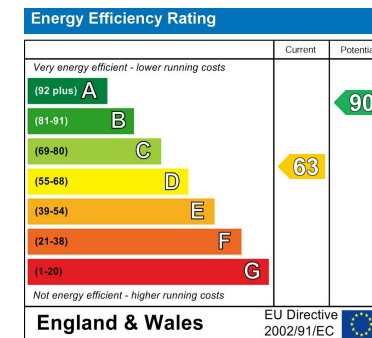 Energy Efficiency Rating
Current Potentia
Very energy efficient - lower running costs
(92 plus) A
90
(81-91) B
(69-80) C
63
(55-68) D
(39-54) E
(21-38) F
(1-20) G
Not energy efficient - higher running costs
England & Wales
EU Directive
2002/91/EC